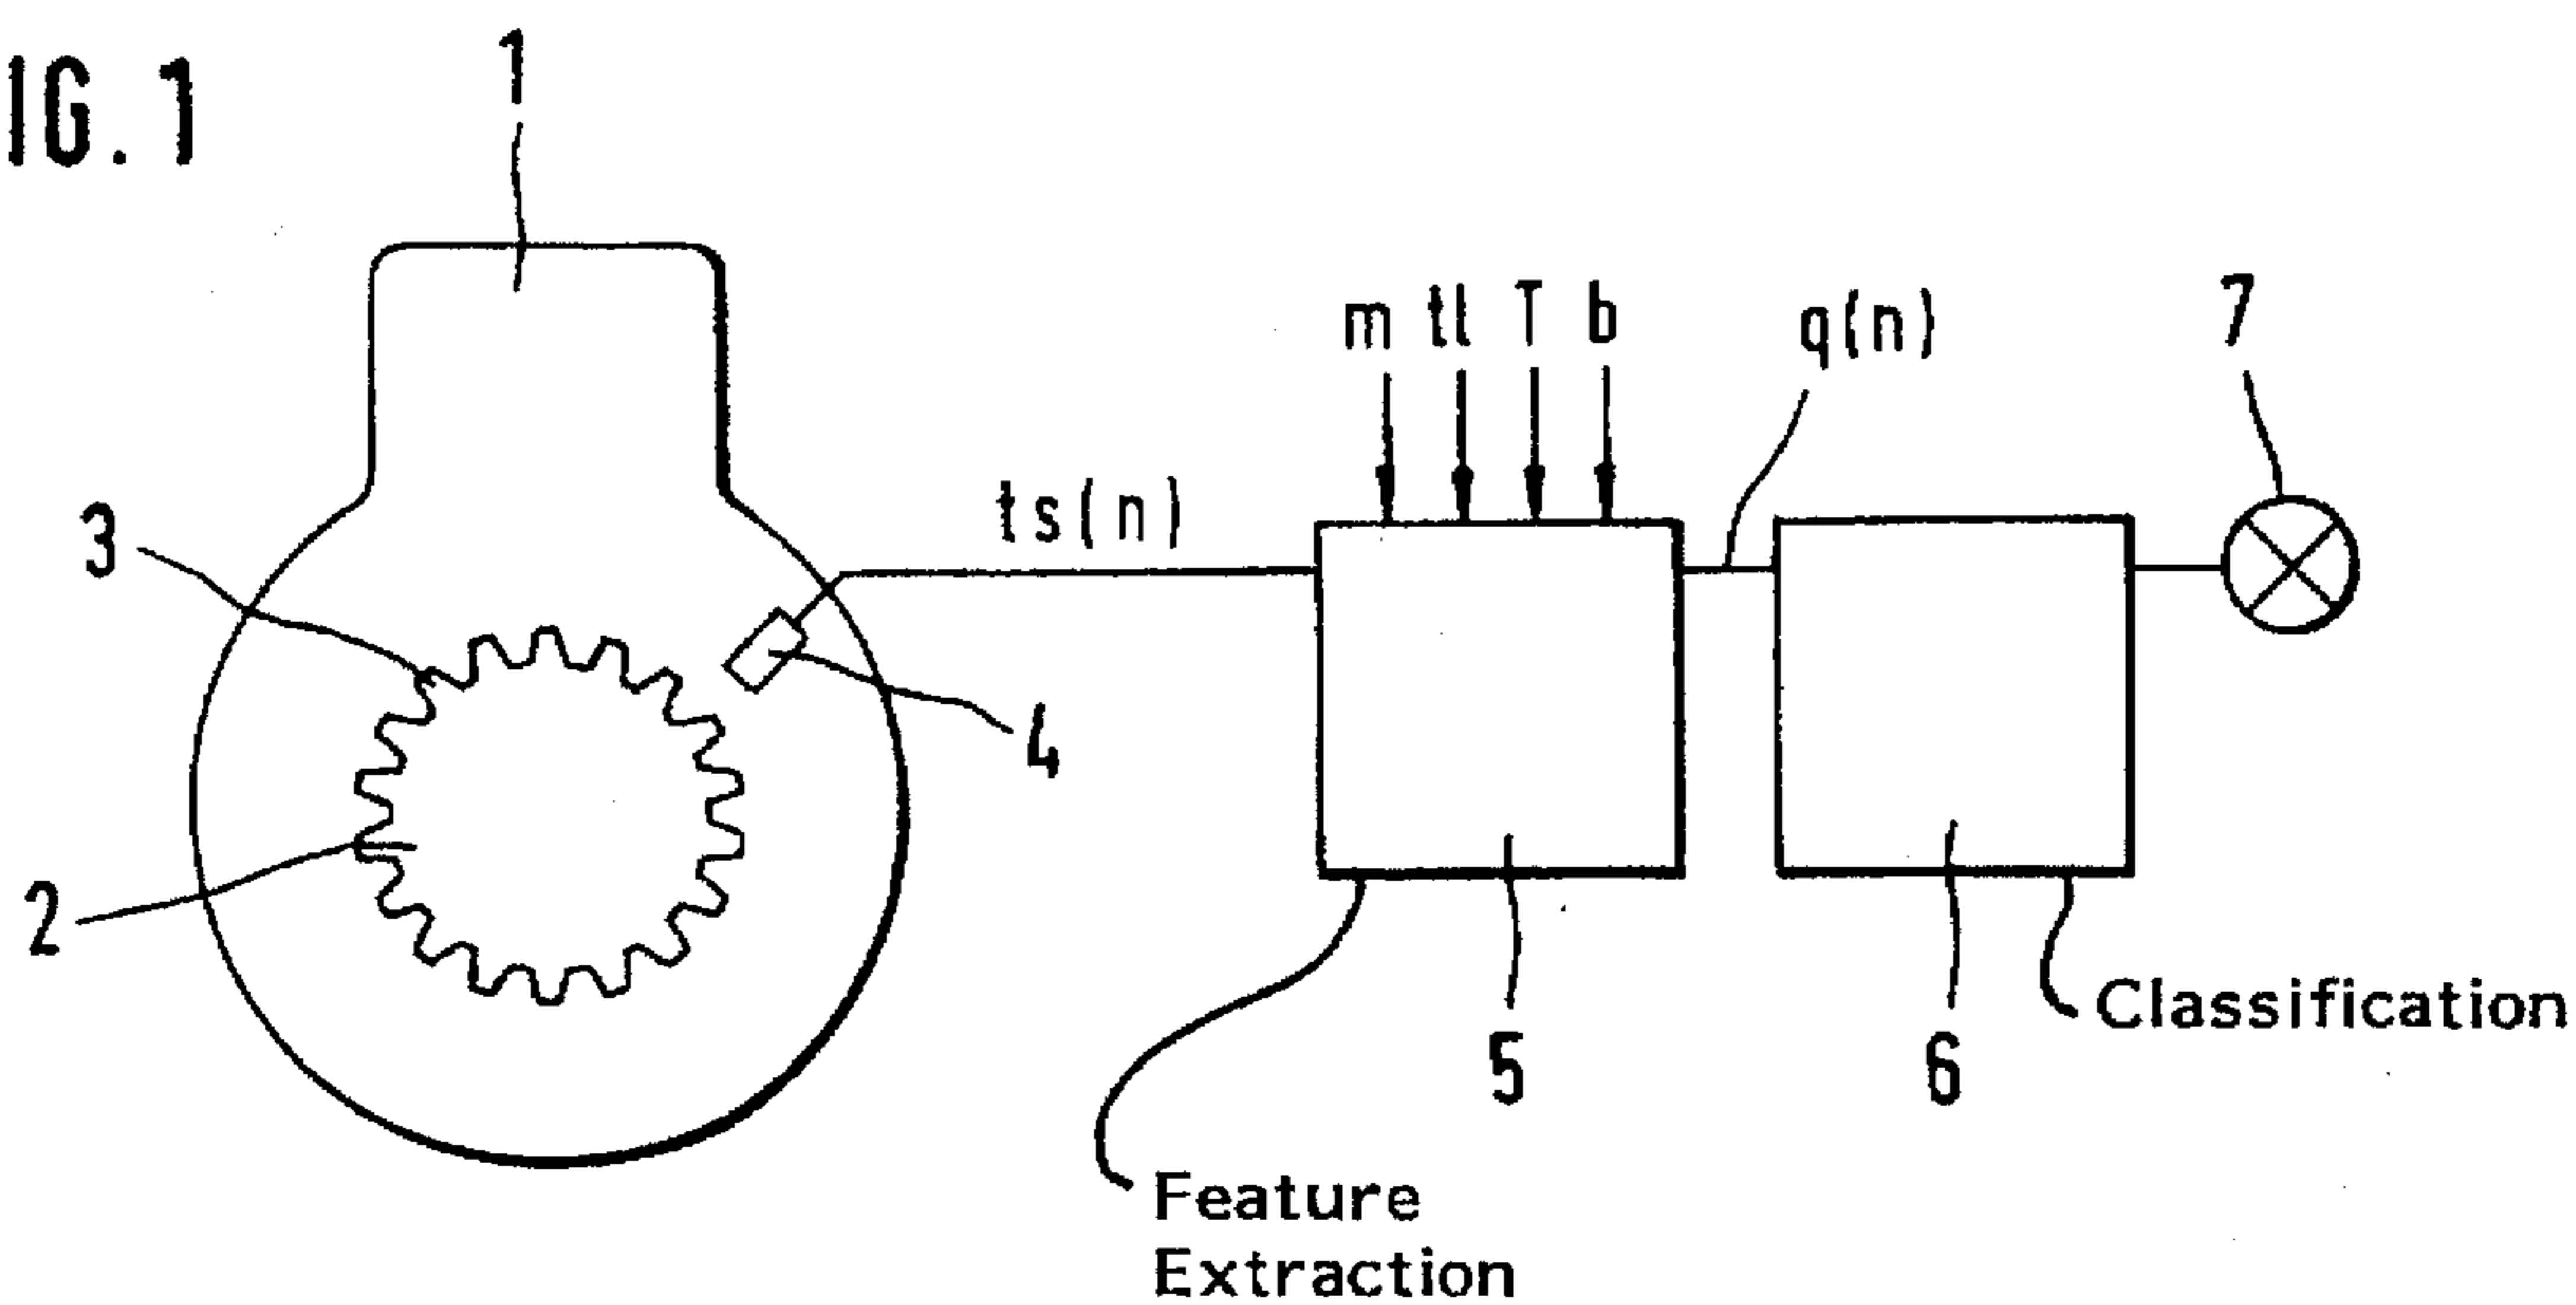 IG. 1
1
m tl T b
q(n)
7
ts(n)
3
4
2
5
6
Classification
Feature
Extraction